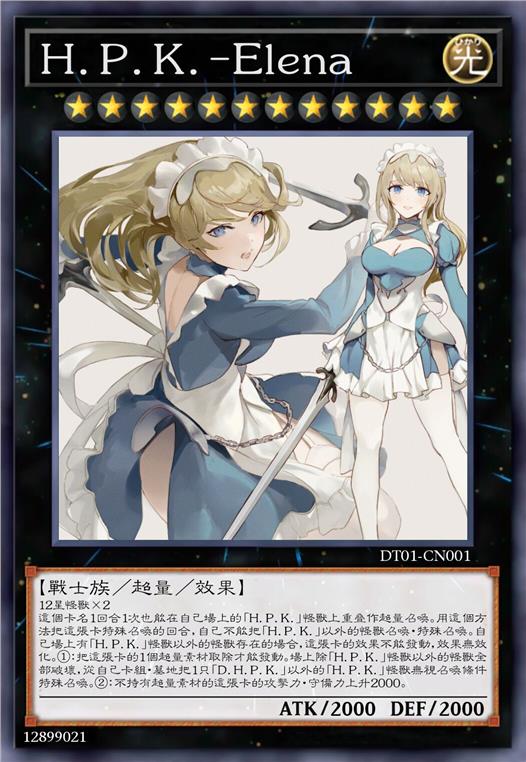 H.P.K.-Elena
ひかり
光
DT01-CN001
【戰士族／超量／效果】
12星怪獸×2
這個卡名1回合1次也能在自己場上的「H.P.K.」怪獸上重疊作超量召喚。用這個方
法把這張卡特殊召喚的回合，自己不能把「H.P.K.」以外的怪獸召喚·特殊召喚。自
己場上有「H.P.K.」怪獸以外的怪獸存在的場合，這張卡的效果不能發動，效果無效
化。①：把這張卡的1個超量素材取除才能發動。場上除「H.P.K.」怪獸以外的怪獸全
部破壞，從自己卡組·墓地把1只「D.H.P.K.」以外的「H.P.K.」怪獸無視召喚條件
特殊召喚。②：不持有超量素材的這張卡的攻擊力·守備力上升2000。
ATK/2000 DEF/2000
12899021